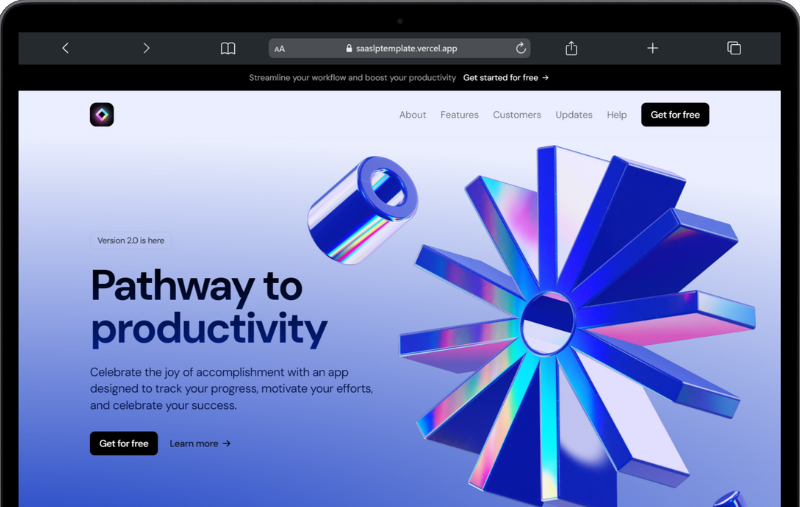 AA saaslptemplate.vercel.app
Streamline your workflow and boost your productivity Get started for free →
About Features Customers Updates Help Get for free
Version 2.0 is here
Pathway to
productivity
Celebrate the joy of accomplishment with an app
designed to track your progress, motivate your efforts,
and celebrate your success.
Get for free Learn more →